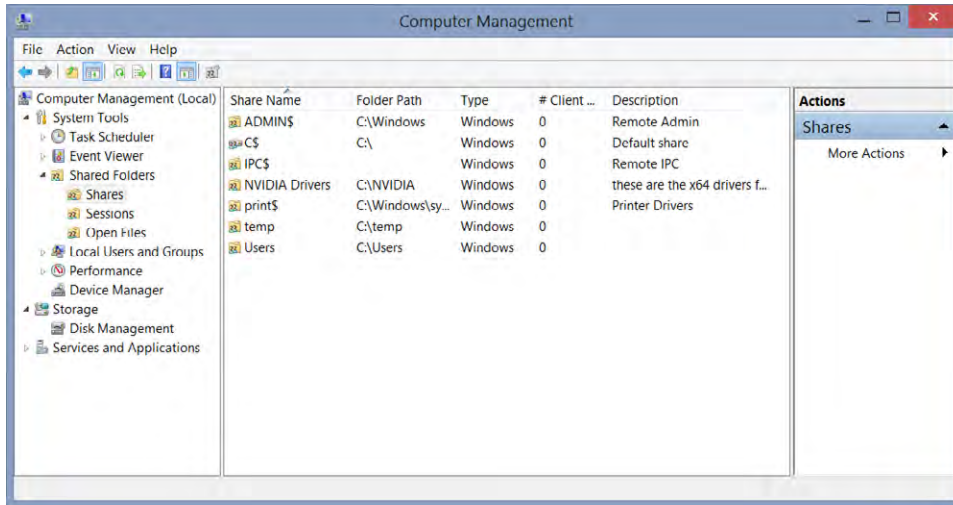 Computer Management
File Action View Help
Computer Management (Local)
System Tools
Task Scheduler
Event Viewer
Shared Folders
Shares
Sessions
Open Files
Local Users and Groups
Performance
Device Manager
Storage
Disk Management
Services and Applications
Share Name Folder Path Type # Client ... Description
ADMIN$ C:\Windows Windows 0 Remote Admin
C$ C:\ Windows 0 Default share
IPC$ Windows 0 Remote IPC
NVIDIA Drivers C:\NVIDIA Windows 0 these are the x64 drivers f...
print$ C:\Windows\sy... Windows 0 Printer Drivers
temp C:\temp Windows 0
Users C:\Users Windows 0
Actions
Shares
More Actions